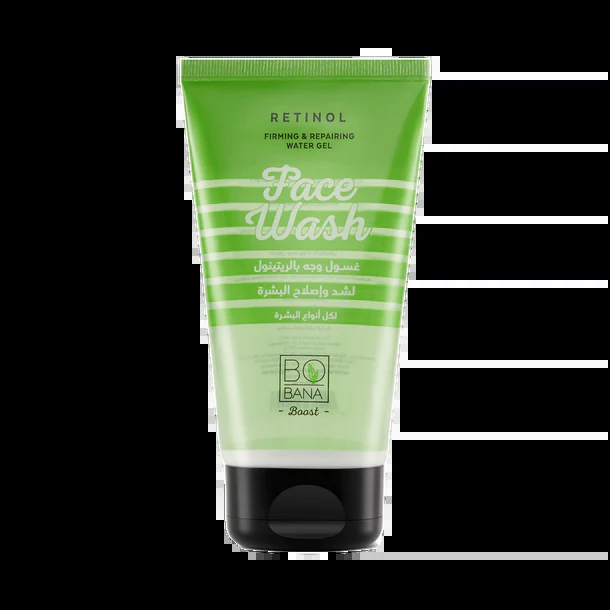 RETINOL
FIRMING & REPAIRING
WATER GEL
Face
Wash
غسول وجه بالريتينول
لشد وإصلاح البشرة
لكل أنواع البشرة
BO
BANA
- Boost -